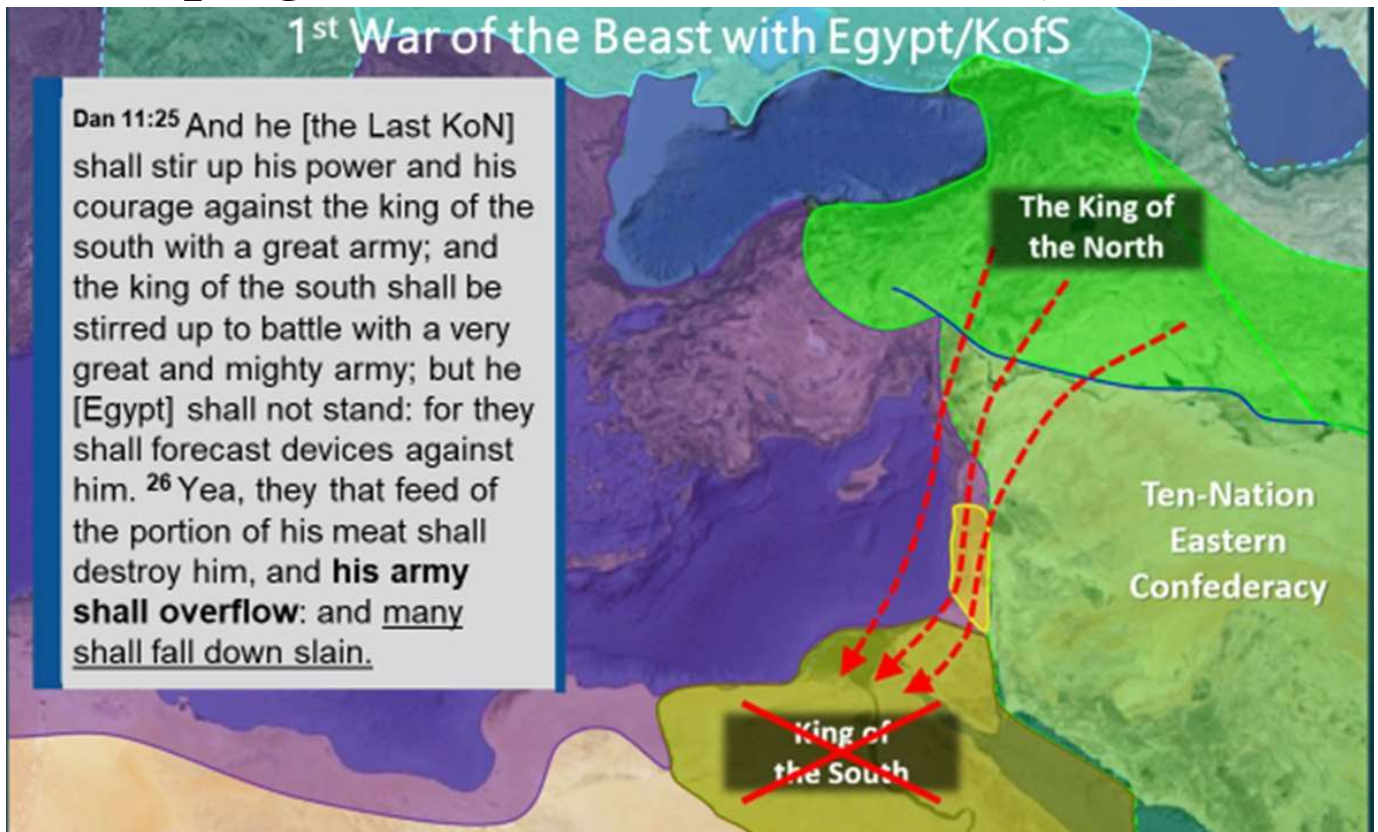 1st War of the Beast with Egypt/KofS
Dan 11:25 And he [the Last KoN]
shall stir up his power and his
courage against the king of the
south with a great army; and
the king of the south shall be
stirred up to battle with a very
great and mighty army; but he
[Egypt] shall not stand: for they
shall forecast devices against
him. 26 Yea, they that feed of
the portion of his meat shall
destroy him, and his army
shall overflow: and many
shall fall down slain.
The King of
the North
Ten-Nation
Eastern
Confederacy
King of
the South